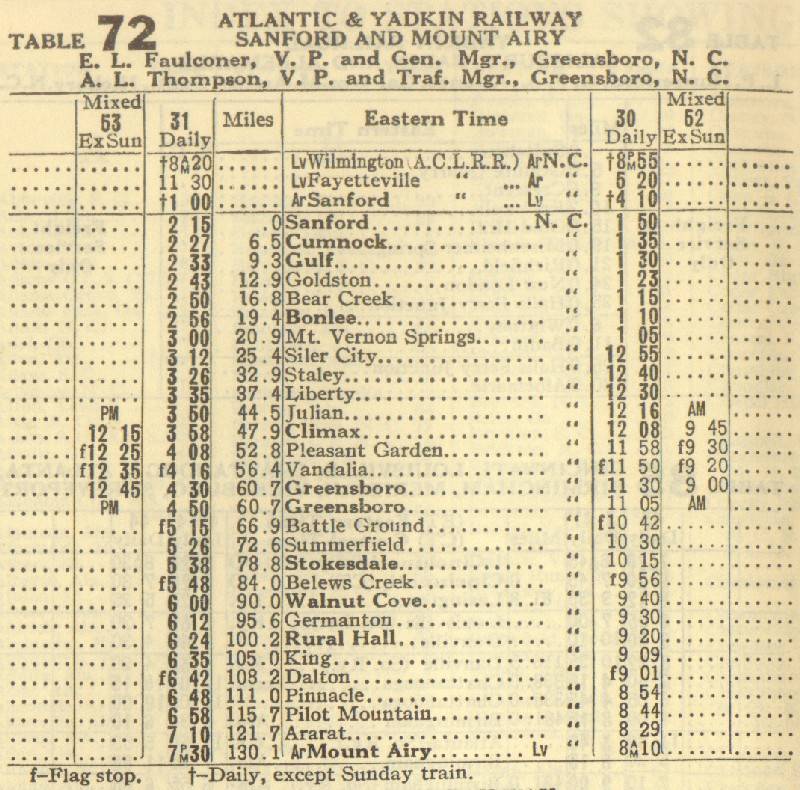 TABLE 72 ATLANTIC & YADKIN RAILWAY
SANFORD AND MOUNT AIRY
E. L. Faulconer, V. P. and Gen. Mgr., Greensboro, N. C.
A. L. Thompson, V. P. and Traf. Mgr., Greensboro, N. C.
Mixed 53 ExSun 31 Daily Miles Eastern Time 30 Daily Mixed 52 ExSun
†8AM20 LvWilmington (A.C.L.R.R.) ArN.C. †8PM55
11 30 LvFayetteville “ ... Ar “ 5 20
†1 00 ArSanford “ ... Lv “ †4 10
2 15 .0 Sanford................N. C. 1 50
2 27 6.5 Cumnock................ “ 1 35
2 33 9.3 Gulf................ “ 1 30
2 43 12.9 Goldston................ “ 1 23
2 50 16.8 Bear Creek................ “ 1 15
2 56 19.4 Bonlee................ “ 1 10
3 00 20.9 Mt. Vernon Springs....... “ 1 05
3 12 25.4 Siler City................ “ 12 55
3 26 32.9 Staley................ “ 12 40
3 35 37.4 Liberty................ “ 12 30
PM 3 50 44.5 Julian................ “ 12 16 AM
12 15 3 58 47.9 Climax................ “ 12 08 9 45
f12 25 4 08 52.8 Pleasant Garden.......... “ 11 58 f9 30
f12 35 f4 16 56.4 Vandalia................ “ f11 50 f9 20
12 45 4 30 60.7 Greensboro............ “ 11 30 9 00
PM 4 50 60.7 Greensboro............ “ 11 05 AM
f5 15 66.9 Battle Ground............ “ f10 42
5 26 72.6 Summerfield............ “ 10 30
5 38 78.8 Stokesdale............ “ 10 15
f5 48 84.0 Belews Creek............ “ f9 56
6 00 90.0 Walnut Cove............ “ 9 40
6 12 95.6 Germanton............ “ 9 30
6 24 100.2 Rural Hall............ “ 9 20
6 35 105.0 King................ “ 9 09
f6 42 108.2 Dalton................ “ f9 01
6 48 111.0 Pinnacle................ “ 8 54
6 58 115.7 Pilot Mountain............ “ 8 44
7 10 121.7 Ararat................ “ 8 29
7PM30 130.1 ArMount Airy.......... Lv “ 8AM10
f–Flag stop. †–Daily, except Sunday train.